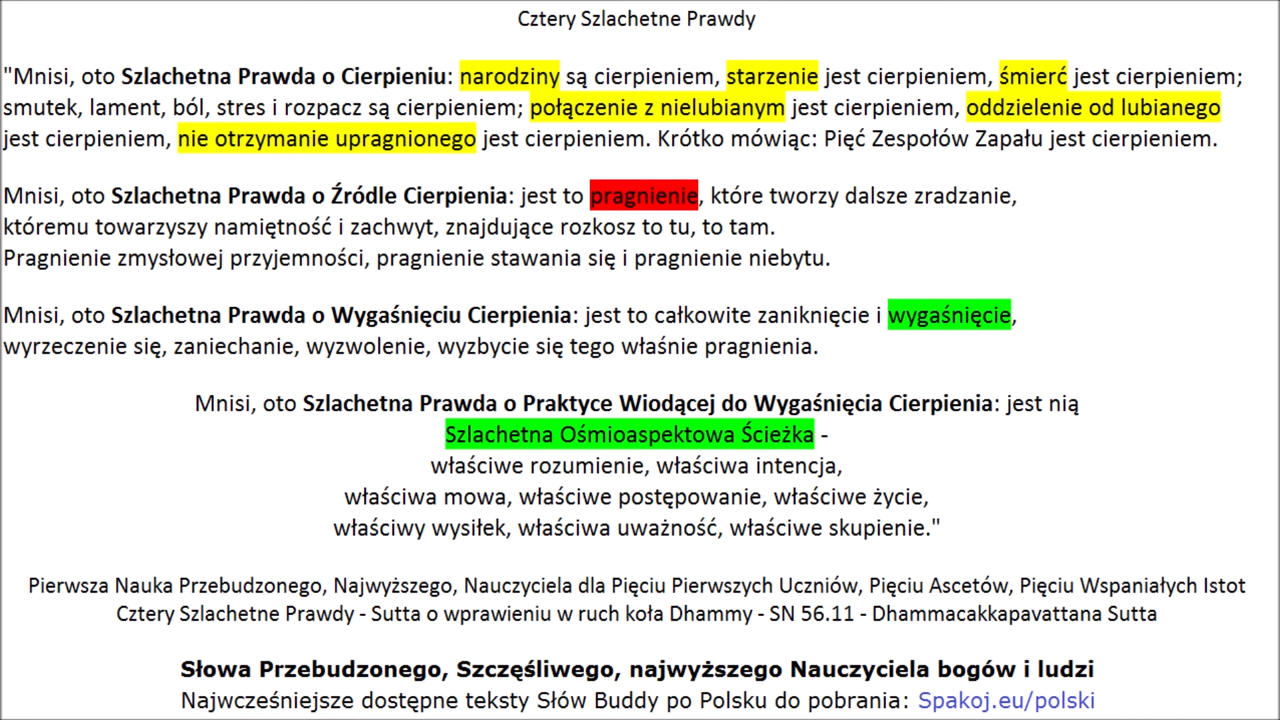 Cztery Szlachetne Prawdy
"Mnisi, oto Szlachetna Prawda o Cierpieniu: narodziny są cierpieniem, starzenie jest cierpieniem, śmierć jest cierpieniem;
smutek, lament, ból, stres i rozpacz są cierpieniem; połączenie z nielubianym jest cierpieniem, oddzielenie od lubianego
jest cierpieniem, nie otrzymanie upragnionego jest cierpieniem. Krótko mówiąc: Pięć Zespołów Zapału jest cierpieniem.
Mnisi, oto Szlachetna Prawda o Źródle Cierpienia: jest to pragnienie, które tworzy dalsze zradzanie,
któremu towarzyszy namiętność i zachwyt, znajdujące rozkosz to tu, to tam.
Pragnienie zmysłowej przyjemności, pragnienie stawania się i pragnienie niebytu.
Mnisi, oto Szlachetna Prawda o Wygaśnięciu Cierpienia: jest to całkowite zaniknięcie i wygaśnięcie,
wyrzeczenie się, zaniechanie, wyzwolenie, wyzbycie się tego właśnie pragnienia.
Mnisi, oto Szlachetna Prawda o Praktyce Wiodącej do Wygaśnięcia Cierpienia: jest nią
Szlachetna Ośmioaspektowa Ścieżka -
właściwe rozumienie, właściwa intencja,
właściwa mowa, właściwe postępowanie, właściwe życie,
właściwy wysiłek, właściwa uważność, właściwe skupienie."
Pierwsza Nauka Przebudzonego, Najwyższego, Nauczyciela dla Pięciu Pierwszych Uczniów, Pięciu Ascetów, Pięciu Wspaniałych Istot
Cztery Szlachetne Prawdy - Sutta o wprawieniu w ruch koła Dhammy - SN 56.11 - Dhammacakkapavattana Sutta
Słowa Przebudzonego, Szczęśliwego, najwyższego Nauczyciela bogów i ludzi
Najwcześniejsze dostępne teksty Słów Buddy po Polsku do pobrania: Spakoj.eu/polski